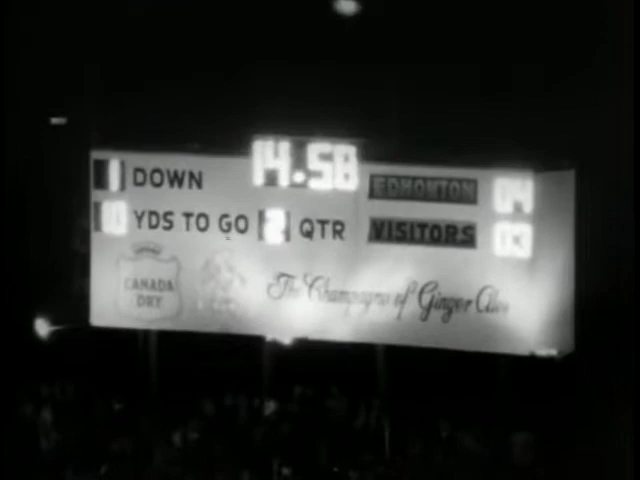 14.58
1 DOWN EDMONTON 04
10 YDS TO GO 2 QTR VISITORS
CANADA
DRY
The Champagne of Ginger Ales